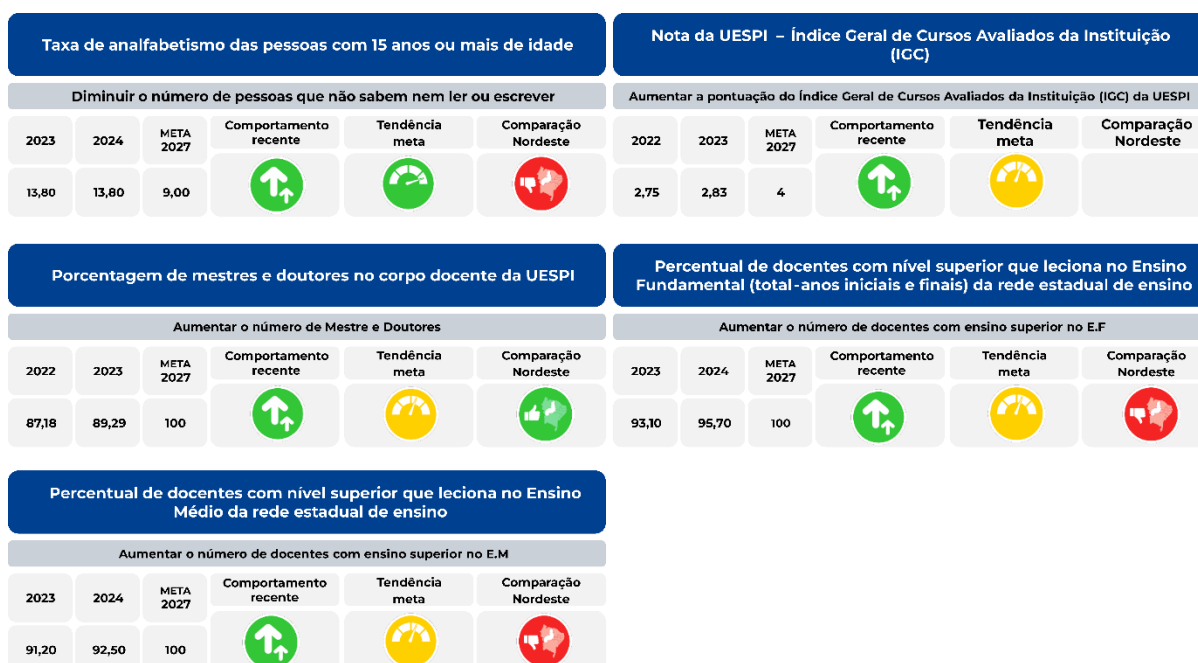 Taxa de analfabetismo das pessoas com 15 anos ou mais de idade
Diminuir o número de pessoas que não sabem nem ler ou escrever
2023
2024
META
2027
Comportamento
recente
Tendência
meta
Comparação
Nordeste
13,80
13,80
9,00
Nota da UESPI – Índice Geral de Cursos Avaliados da Instituição
(IGC)
Aumentar a pontuação do Índice Geral de Cursos Avaliados da Instituição (IGC) da UESPI
2022
2023
META
2027
Comportamento
recente
Tendência
meta
Comparação
Nordeste
2,75
2,83
4
Porcentagem de mestres e doutores no corpo docente da UESPI
Aumentar o número de Mestre e Doutores
2022
2023
META
2027
Comportamento
recente
Tendência
meta
Comparação
Nordeste
87,18
89,29
100
Percentual de docentes com nível superior que leciona no Ensino
Fundamental (total-anos iniciais e finais) da rede estadual de ensino
Aumentar o número de docentes com ensino superior no E.F
2023
2024
META
2027
Comportamento
recente
Tendência
meta
Comparação
Nordeste
93,10
95,70
100
Percentual de docentes com nível superior que leciona no Ensino
Médio da rede estadual de ensino
Aumentar o número de docentes com ensino superior no E.M
2023
2024
META
2027
Comportamento
recente
Tendência
meta
Comparação
Nordeste
91,20
92,50
100